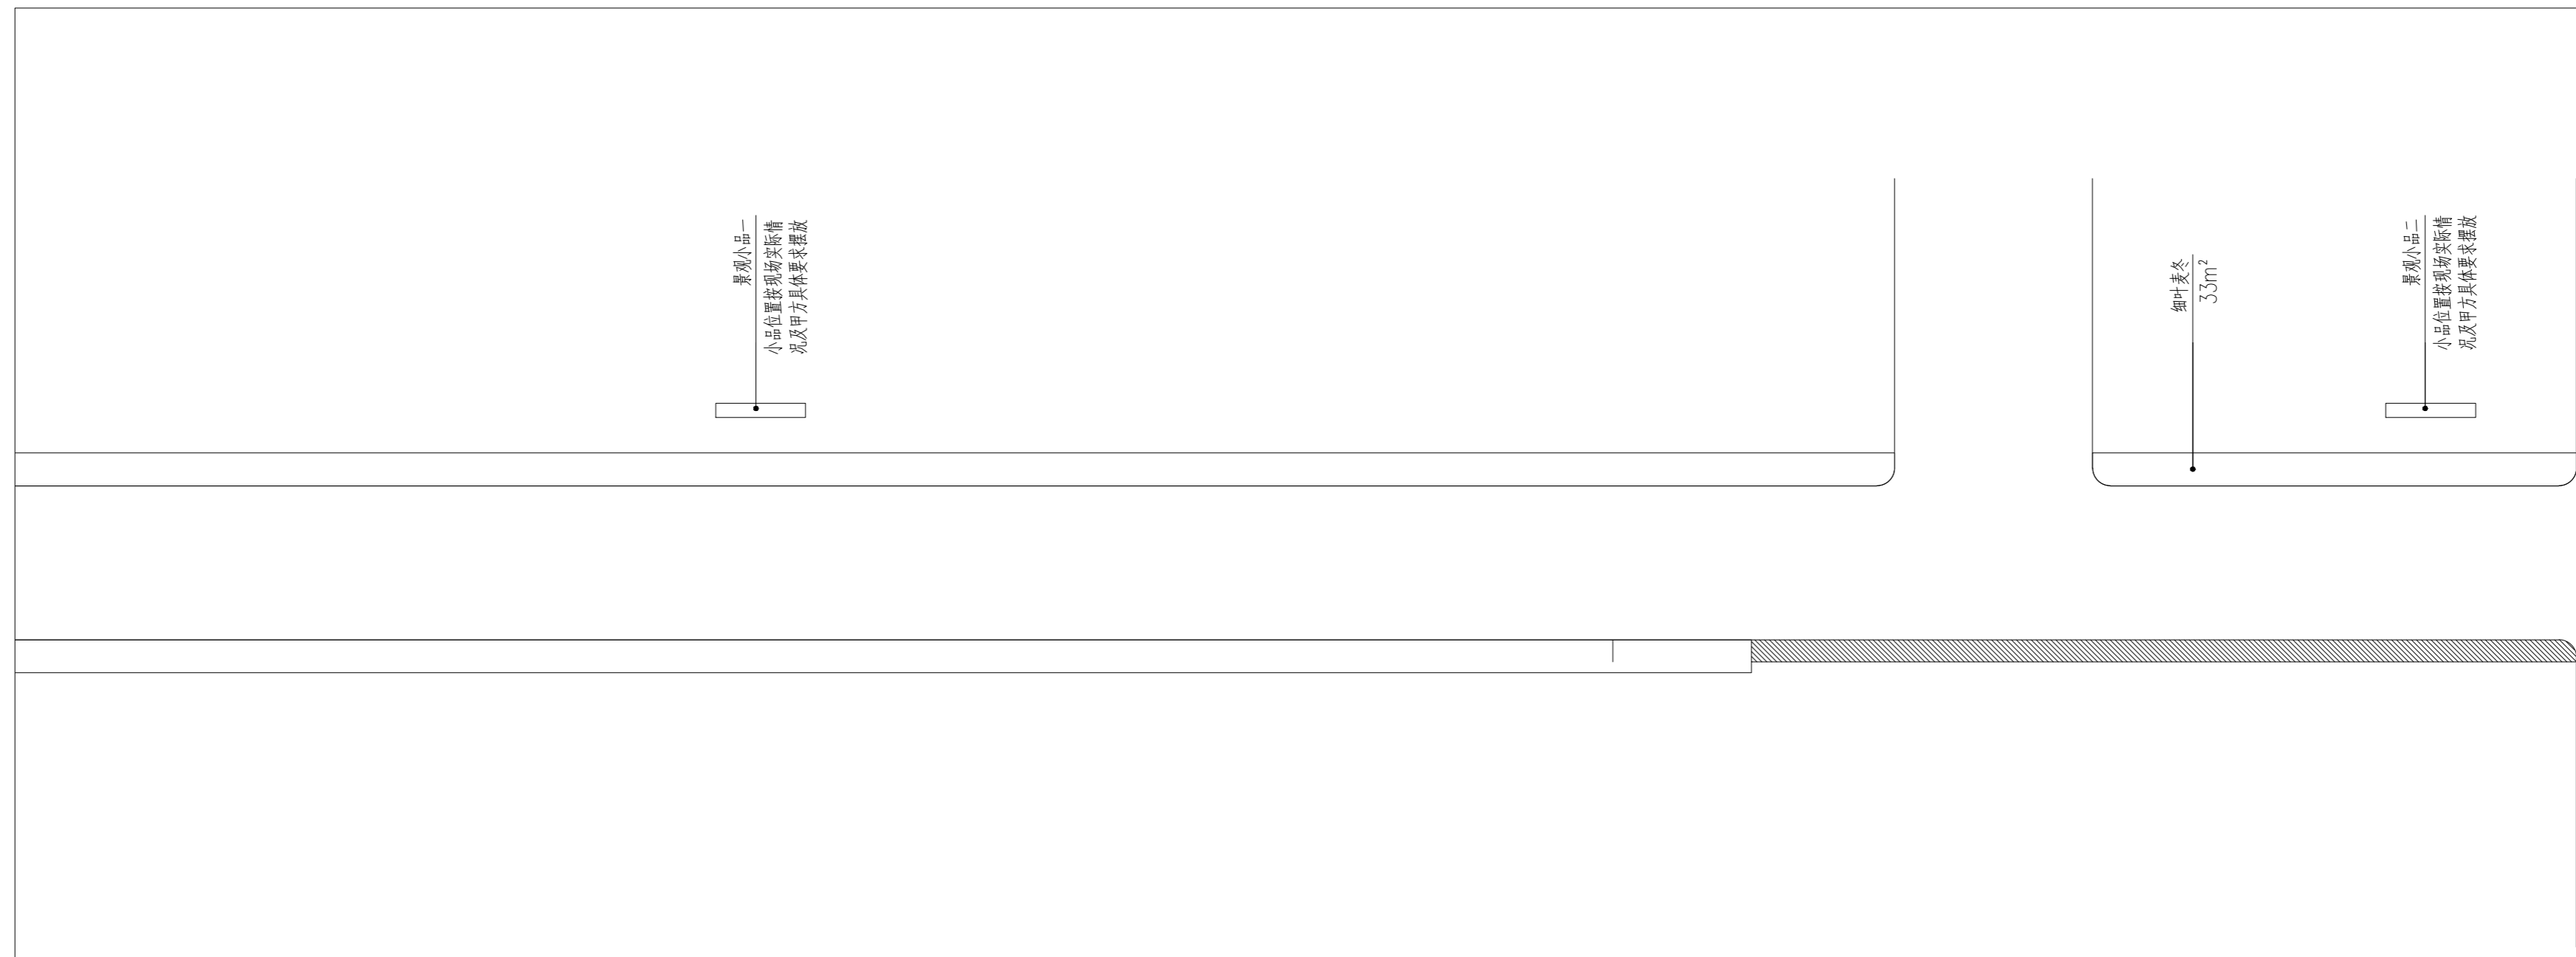 景观小品一
小品位置按现场实际情
况及甲方具体要求摆放
细叶麦冬
33m²
景观小品二
小品位置按现场实际情
况及甲方具体要求摆放